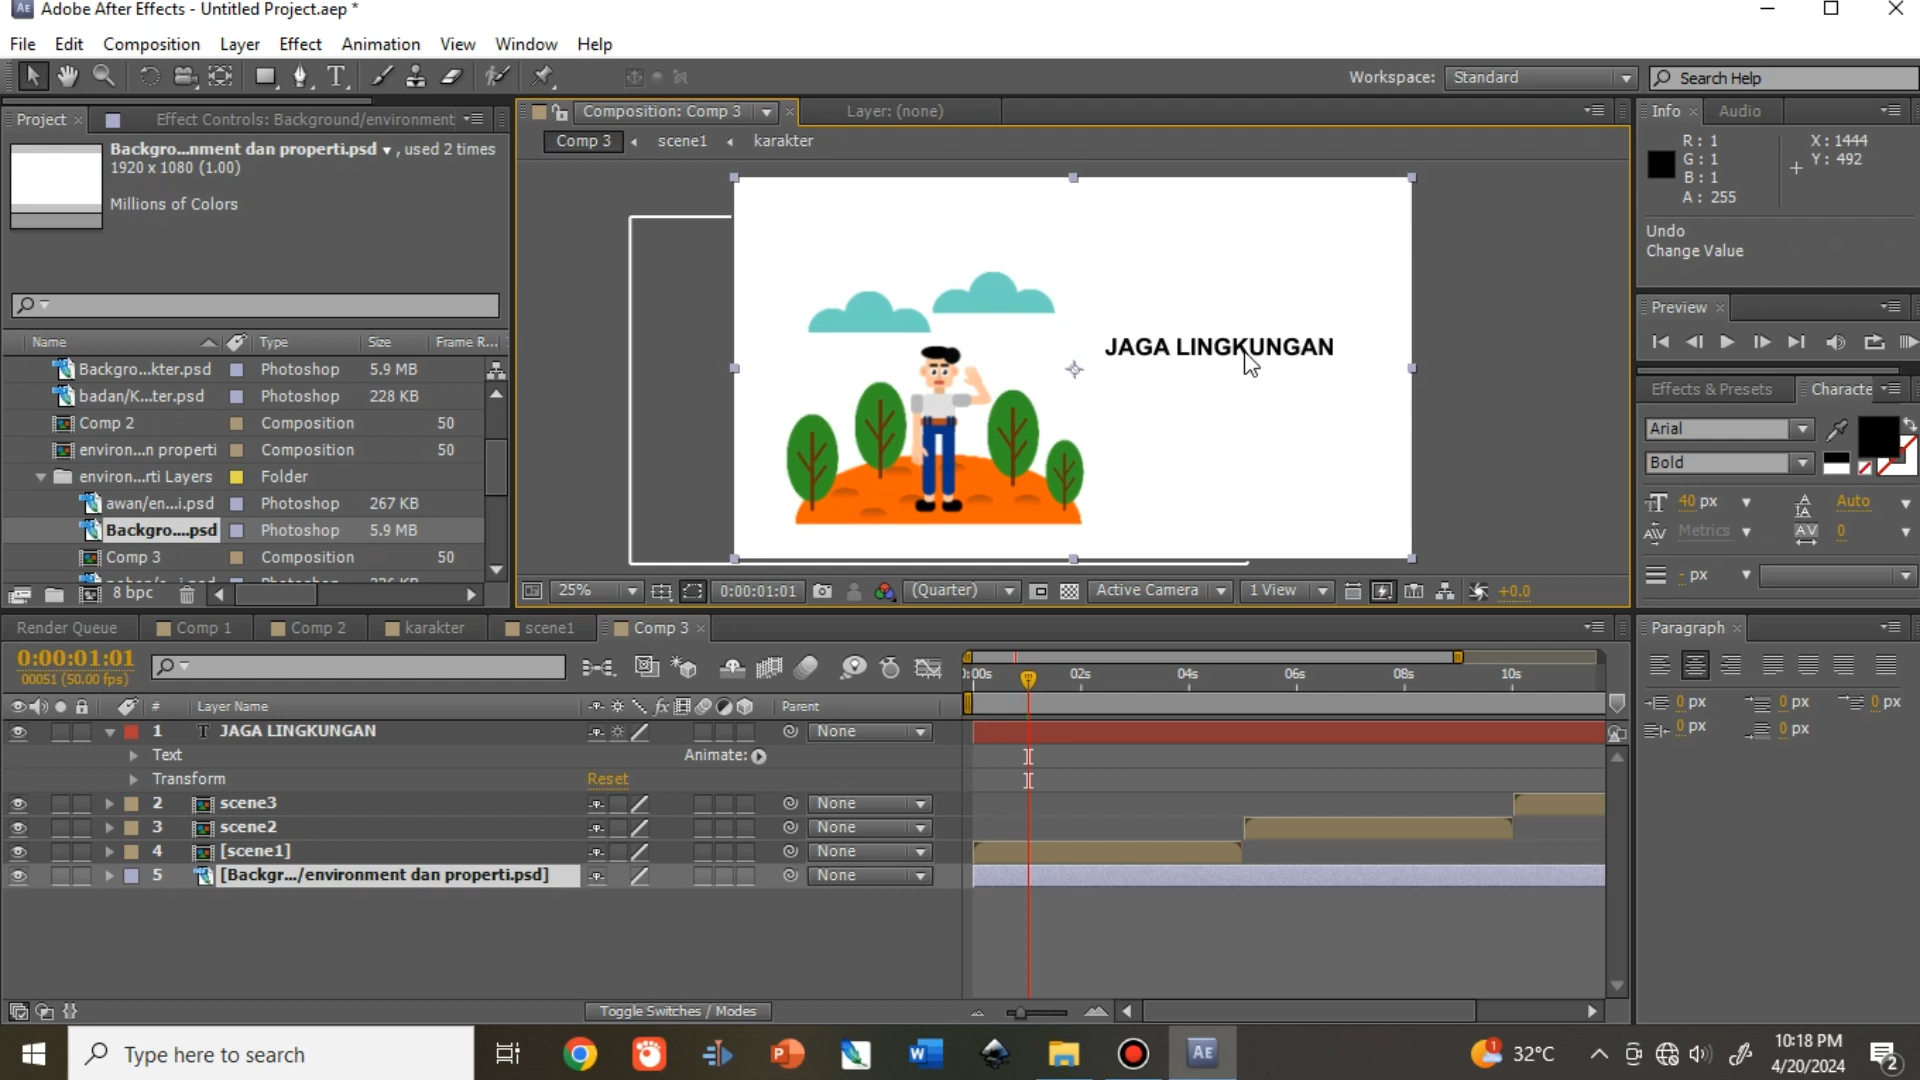 Adobe After Effects - Untitled Project.aep *
File Edit Composition Layer Effect Animation View Window Help
Workspace: Standard Search Help
Project Effect Controls: Background/environment
Composition: Comp 3 Layer: (none)
Info Audio
Backgro...nment dan properti.psd , used 2 times
1920 x 1080 (1.00)
Millions of Colors
Comp 3 scene1 karakter
R: 1 X: 1444
G: 1 Y: 492
B: 1
A: 255
Undo
Change Value
JAGA LINGKUNGAN
Preview
Name Type Size Frame R...
Backgro...kter.psd Photoshop 5.9 MB
badan/K...ter.psd Photoshop 228 KB
Comp 2 Composition 50
environ...n properti Composition 50
environ...rti Layers Folder
awan/en...i.psd Photoshop 267 KB
Backgro....psd Photoshop 5.9 MB
Comp 3 Composition 50
8 bpc
Effects & Presets Characte
Arial
Bold
40 px Auto
Metrics 0
- px
25% 0:00:01:01 (Quarter) Active Camera 1 View +0.0
Render Queue Comp 1 Comp 2 karakter scene1 Comp 3
Paragraph
0 px 0 px 0 px
0 px 0 px
0:00:01:01
00051 (50.00 fps)
0:00s 02s 04s 06s 08s 10s
# Layer Name Parent
1 JAGA LINGKUNGAN None
Text Animate:
Transform Reset
2 scene3 None
3 scene2 None
4 [scene1] None
5 [Backgr.../environment dan properti.psd] None
Toggle Switches / Modes
Type here to search
32°C
10:18 PM
4/20/2024
2